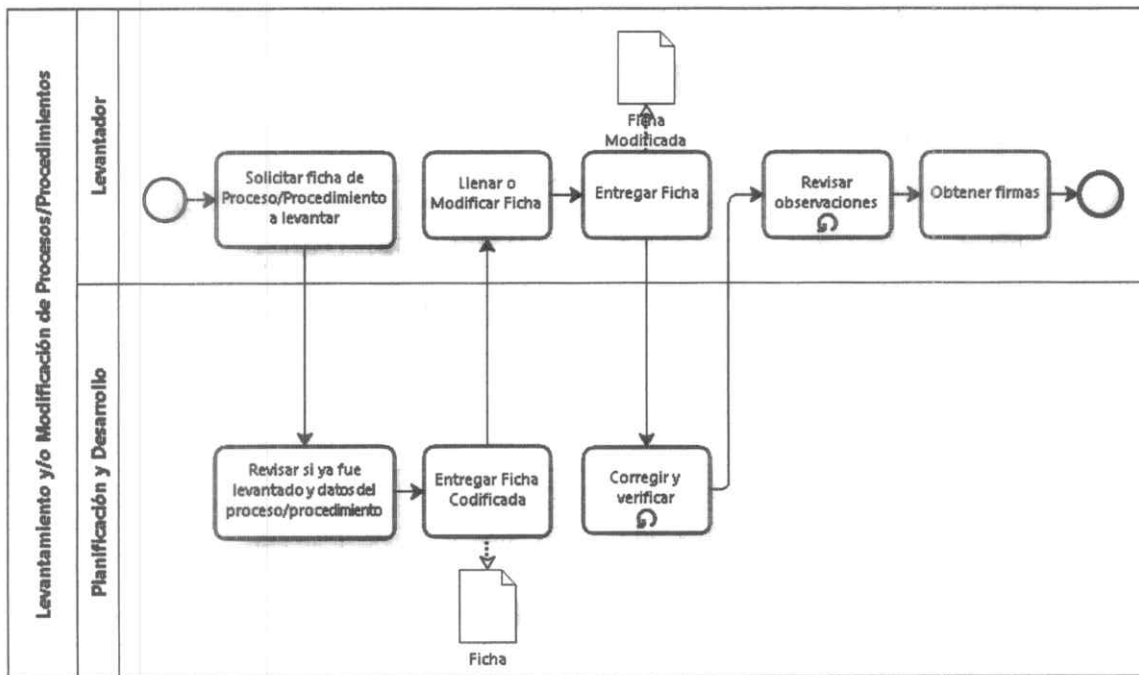 Levantamiento y/o Modificación de Procesos/Procedimientos
Levantador
Ficha
Modificada
Solicitar ficha de
Proceso/Procedimiento
a levantar
Llenar o
Modificar Ficha
Entregar Ficha
Revisar
observaciones
Obtener firmas
Planificación y Desarrollo
Revisar si ya fue
levantado y datos del
proceso/procedimiento
Entregar Ficha
Codificada
Corregir y
verificar
Ficha